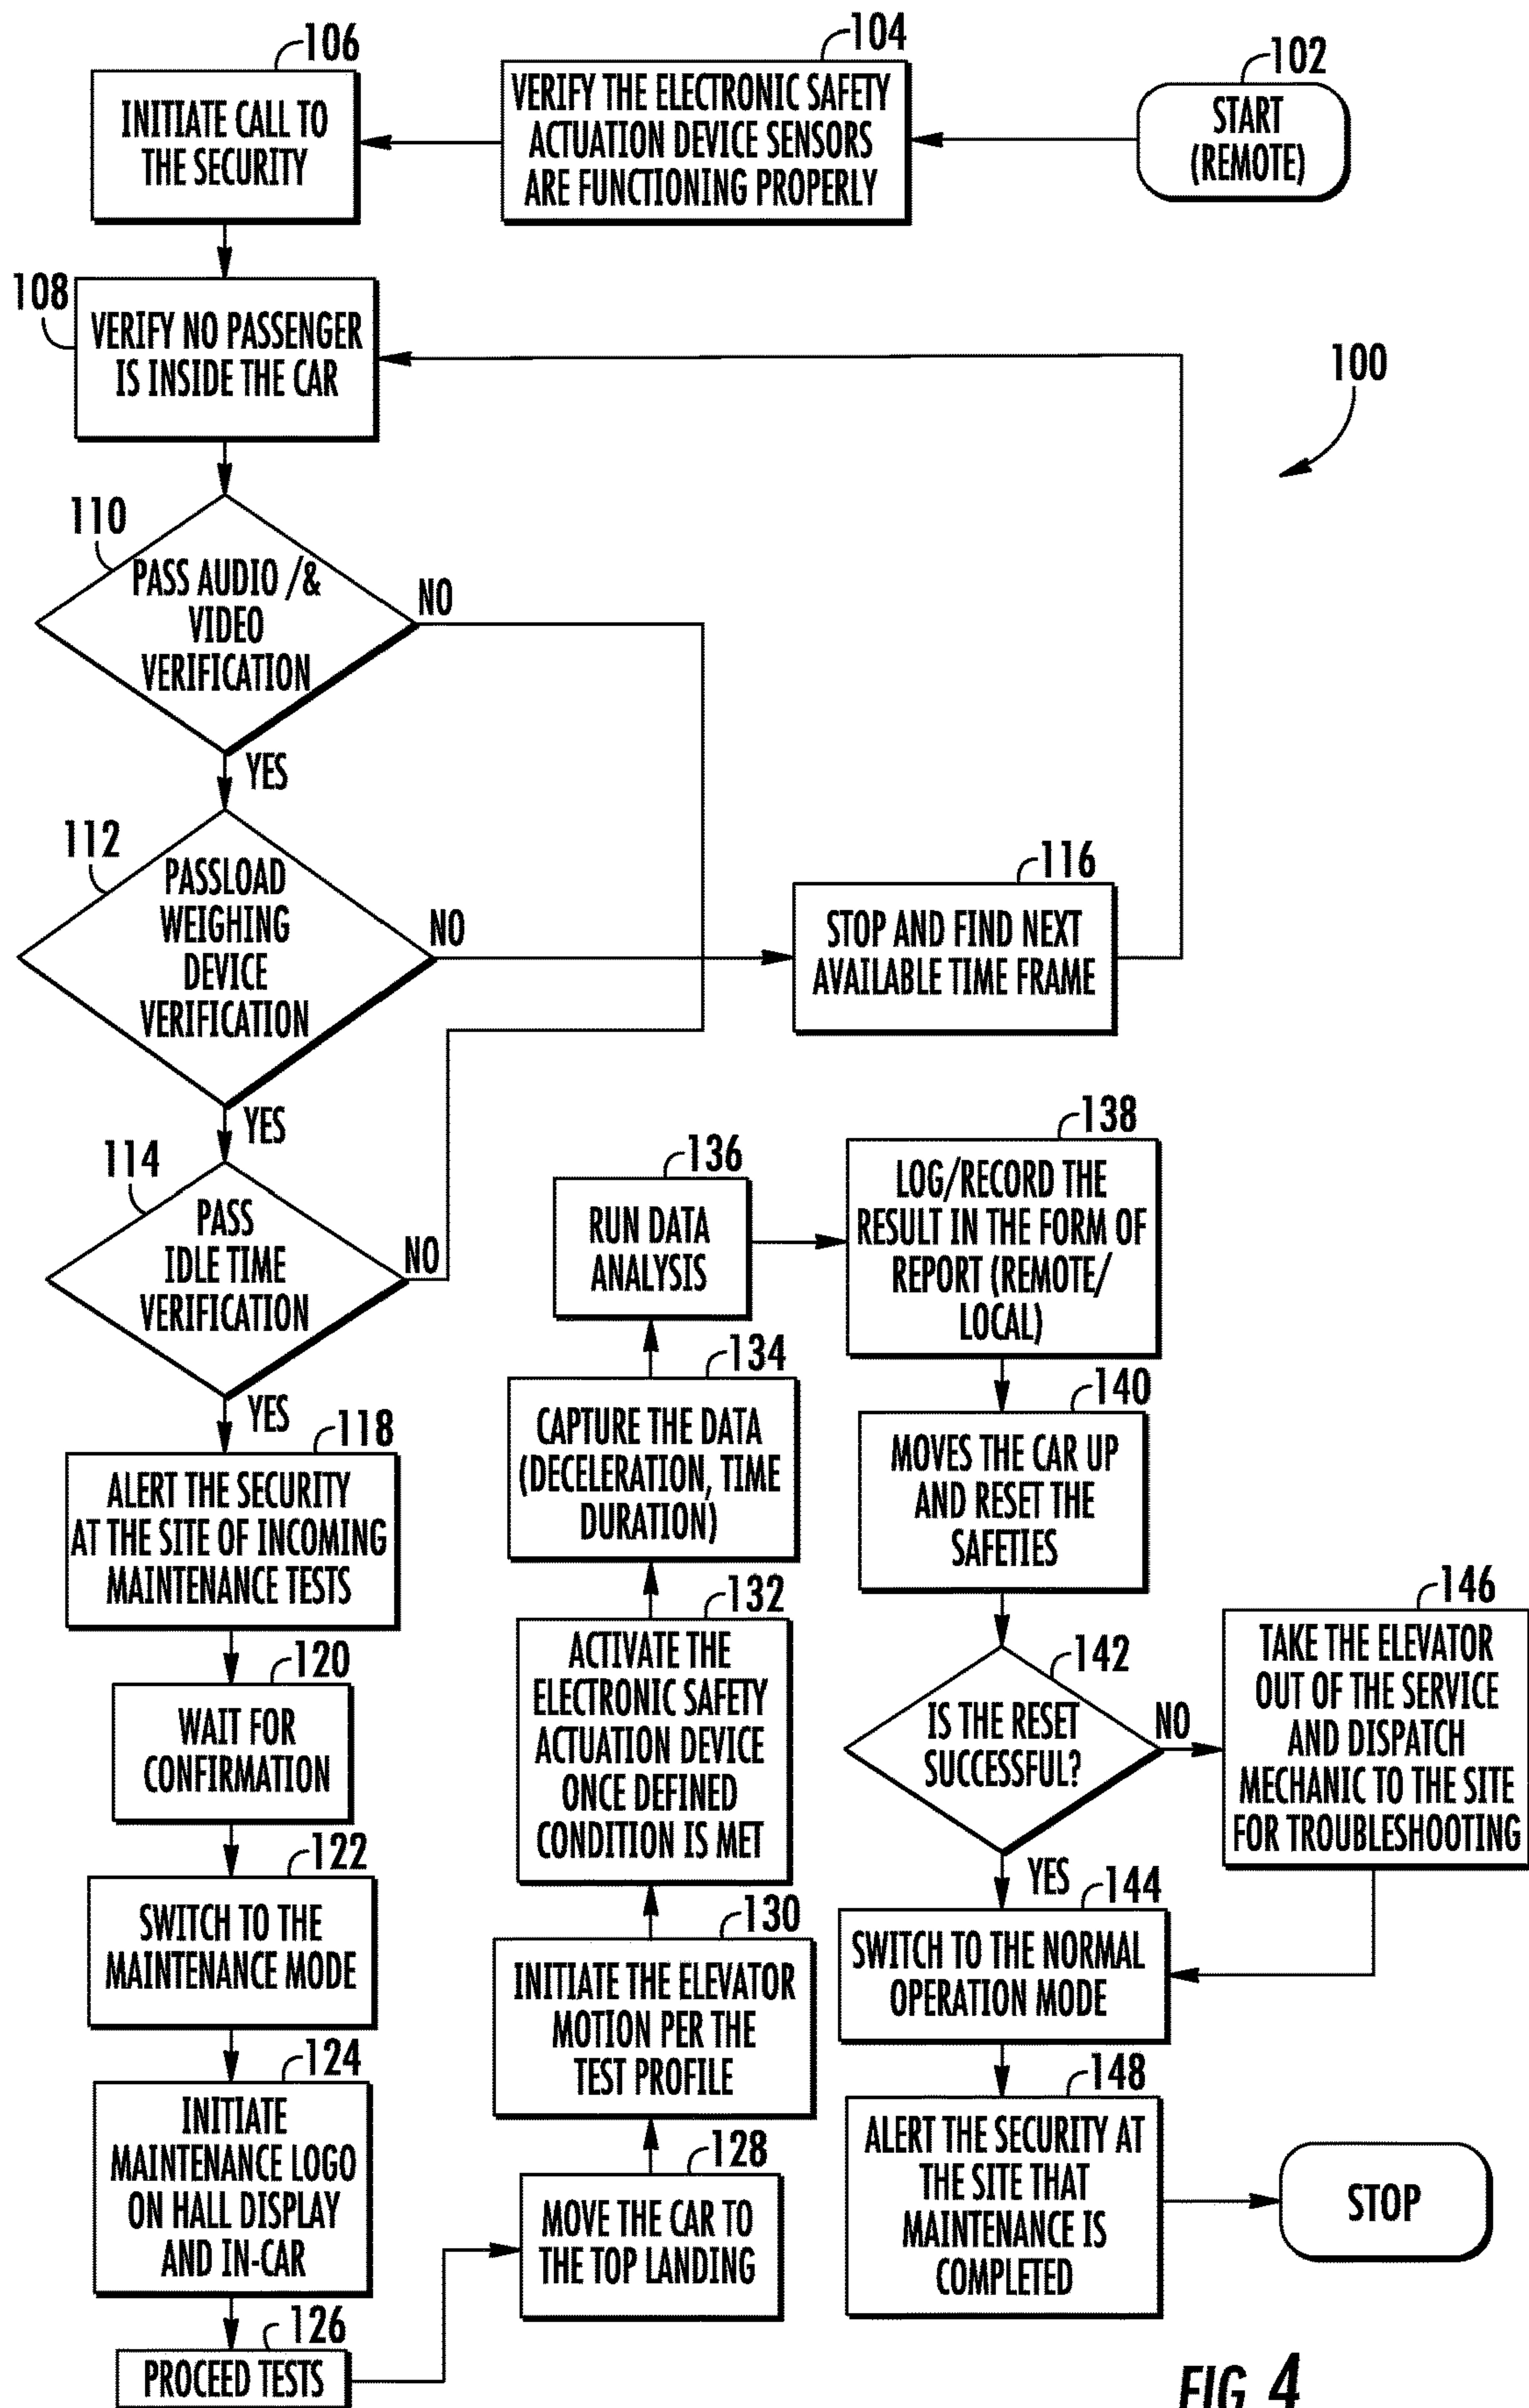 102
START
(REMOTE)
104
VERIFY THE ELECTRONIC SAFETY
ACTUATION DEVICE SENSORS
ARE FUNCTIONING PROPERLY
106
INITIATE CALL TO
THE SECURITY
108
VERIFY NO PASSENGER
IS INSIDE THE CAR
100
110
PASS AUDIO /&
VIDEO
VERIFICATION
NO
YES
112
PASSLOAD
WEIGHING
DEVICE
VERIFICATION
NO
YES
116
STOP AND FIND NEXT
AVAILABLE TIME FRAME
114
PASS
IDLE TIME
VERIFICATION
NO
YES
118
ALERT THE SECURITY
AT THE SITE OF INCOMING
MAINTENANCE TESTS
120
WAIT FOR
CONFIRMATION
122
SWITCH TO THE
MAINTENANCE MODE
124
INITIATE
MAINTENANCE LOGO
ON HALL DISPLAY
AND IN-CAR
126
PROCEED TESTS
128
MOVE THE CAR TO
THE TOP LANDING
130
INITIATE THE ELEVATOR
MOTION PER THE
TEST PROFILE
132
ACTIVATE THE
ELECTRONIC SAFETY
ACTUATION DEVICE
ONCE DEFINED
CONDITION IS MET
134
CAPTURE THE DATA
(DECELERATION, TIME
DURATION)
136
RUN DATA
ANALYSIS
138
LOG/RECORD THE
RESULT IN THE FORM OF
REPORT (REMOTE/
LOCAL)
140
MOVES THE CAR UP
AND RESET THE
SAFETIES
142
IS THE RESET
SUCCESSFUL?
NO
YES
146
TAKE THE ELEVATOR
OUT OF THE SERVICE
AND DISPATCH
MECHANIC TO THE SITE
FOR TROUBLESHOOTING
144
SWITCH TO THE NORMAL
OPERATION MODE
148
ALERT THE SECURITY AT
THE SITE THAT
MAINTENANCE IS
COMPLETED
STOP
FIG. 4